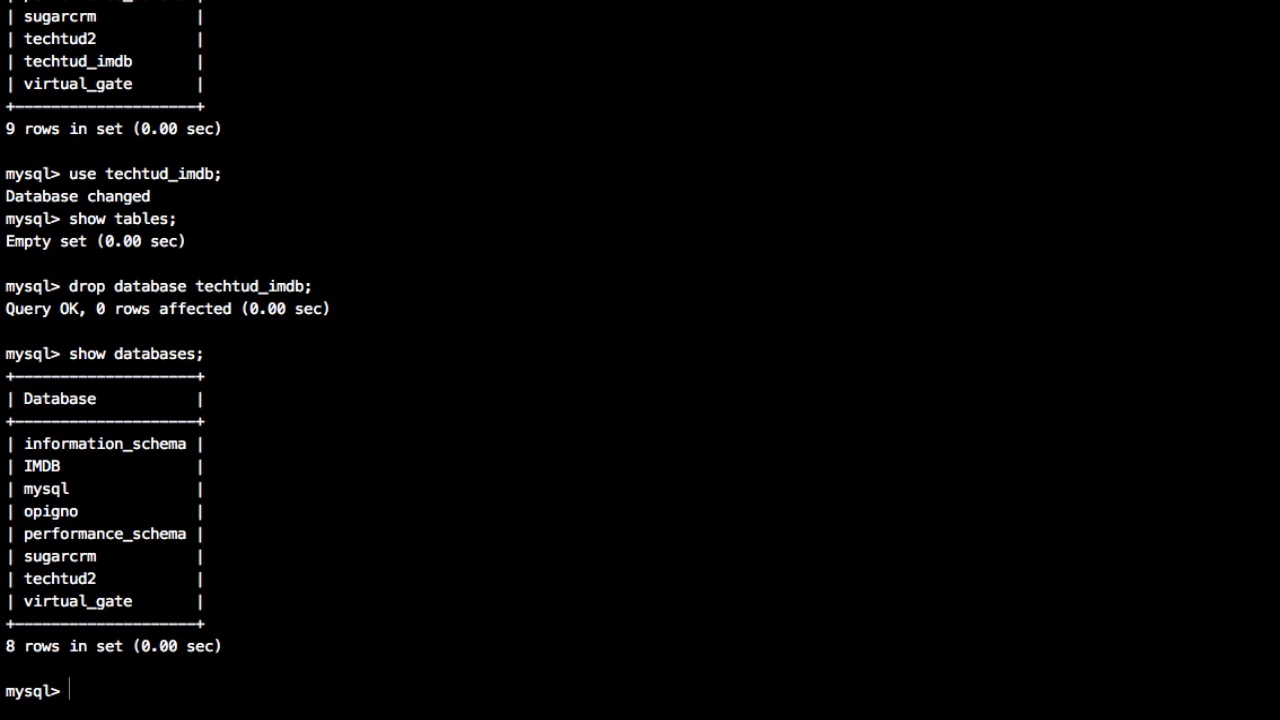 | sugarcrm           |
| techtud2           |
| techtud_imdb       |
| virtual_gate       |
+--------------------+
9 rows in set (0.00 sec)
mysql> use techtud_imdb;
Database changed
mysql> show tables;
Empty set (0.00 sec)
mysql> drop database techtud_imdb;
Query OK, 0 rows affected (0.00 sec)
mysql> show databases;
+--------------------+
| Database           |
+--------------------+
| information_schema |
| IMDB               |
| mysql              |
| opigno             |
| performance_schema |
| sugarcrm           |
| techtud2           |
| virtual_gate       |
+--------------------+
8 rows in set (0.00 sec)
mysql>